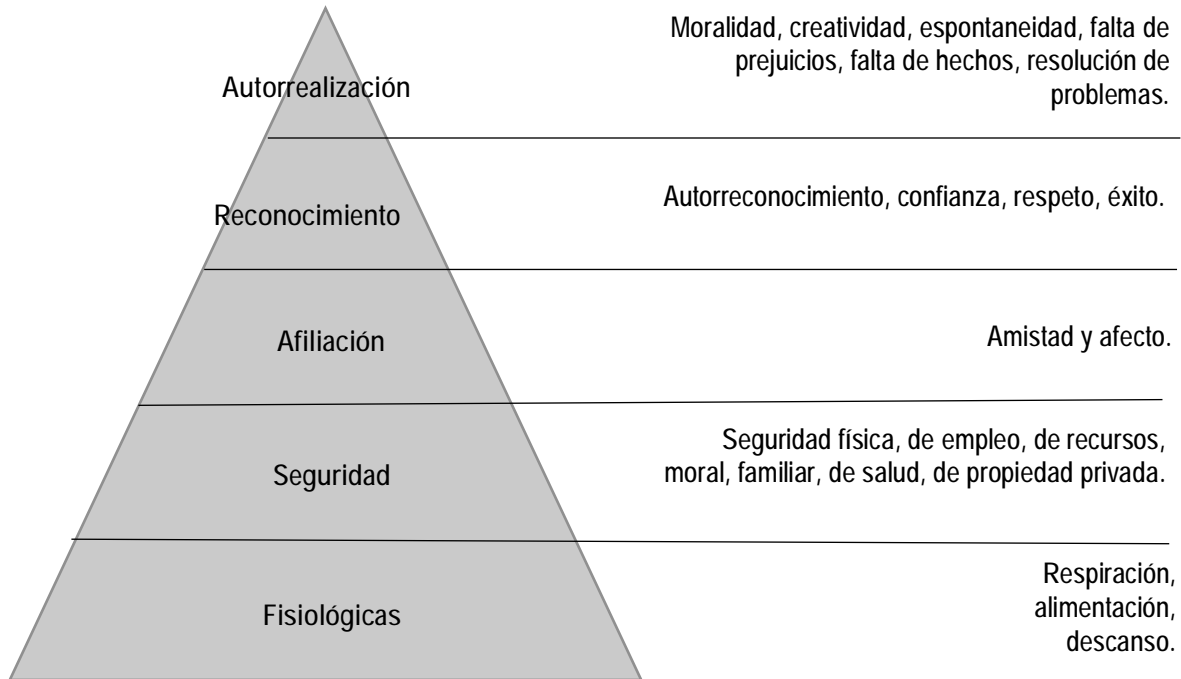 Moralidad, creatividad, espontaneidad, falta de
prejuicios, falta de hechos, resolución de
problemas.
Autorrealización
Autorreconocimiento, confianza, respeto, éxito.
Reconocimiento
Amistad y afecto.
Afiliación
Seguridad física, de empleo, de recursos,
moral, familiar, de salud, de propiedad privada.
Seguridad
Respiración,
alimentación,
descanso.
Fisiológicas